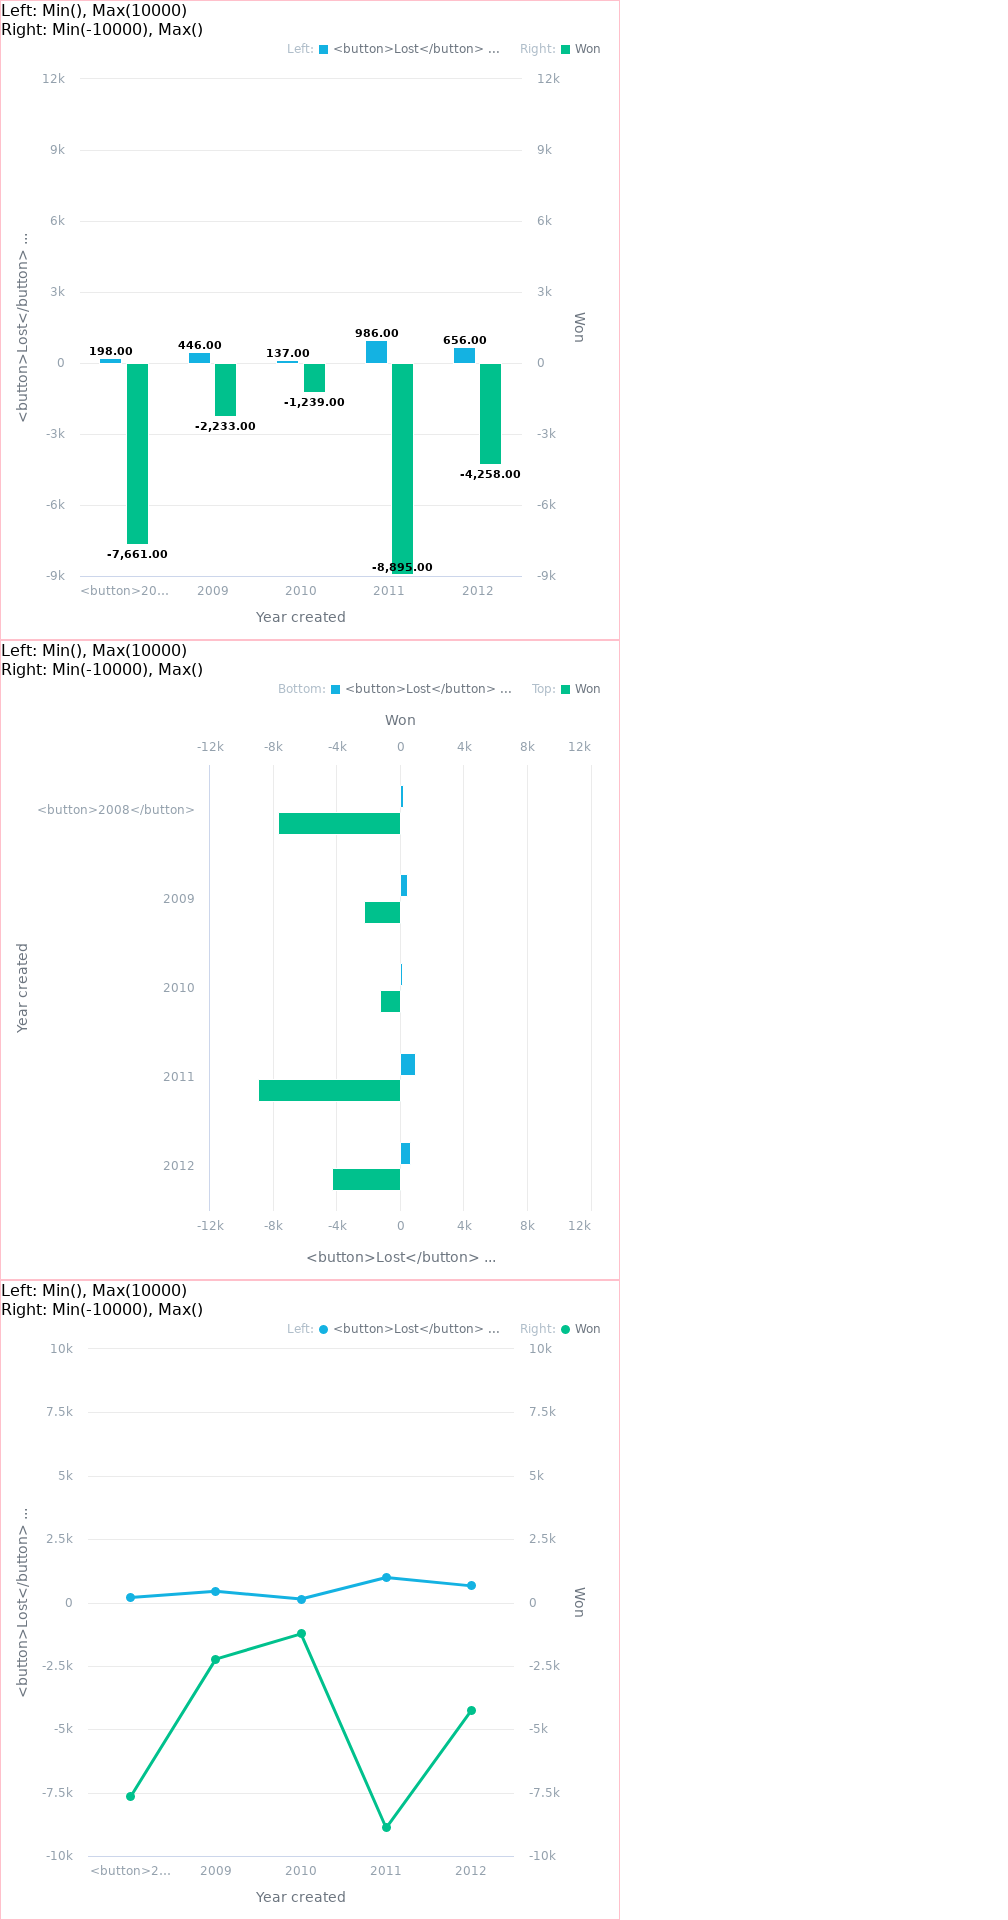 Left: Min(), Max(10000)
Right: Min(-10000), Max()
Left: <button>Lost</button> ... Right: Won
12k 12k
9k 9k
6k 6k
3k 3k
0 0
-3k -3k
-6k -6k
-9k -9k
<button>Lost</button> ...
Won
198.00 446.00 137.00 986.00 656.00
-7,661.00 -2,233.00 -1,239.00 -8,895.00 -4,258.00
<button>20... 2009 2010 2011 2012
Year created
Left: Min(), Max(10000)
Right: Min(-10000), Max()
Bottom: <button>Lost</button> ... Top: Won
Won
-12k -8k -4k 0 4k 8k 12k
<button>2008</button>
2009
2010
2011
2012
Year created
-12k -8k -4k 0 4k 8k 12k
<button>Lost</button> ...
Left: Min(), Max(10000)
Right: Min(-10000), Max()
Left: <button>Lost</button> ... Right: Won
10k 10k
7.5k 7.5k
5k 5k
2.5k 2.5k
0 0
-2.5k -2.5k
-5k -5k
-7.5k -7.5k
-10k -10k
<button>Lost</button> ...
Won
<button>2... 2009 2010 2011 2012
Year created